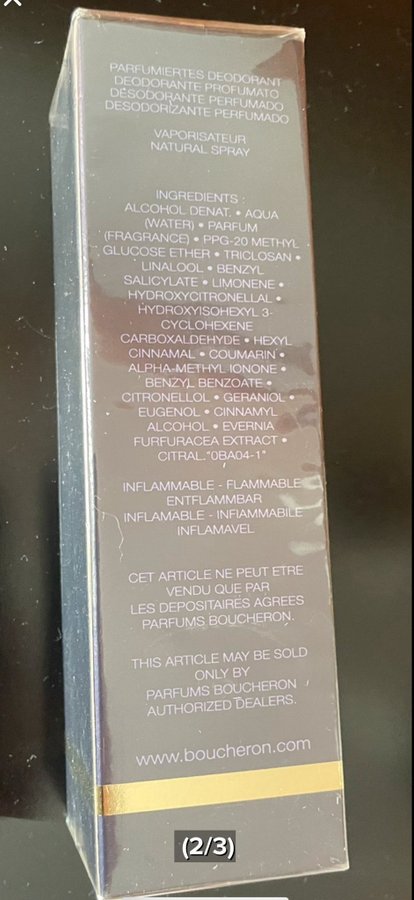 PARFUMIERTES DEODORANT
DEODORANTE PROFUMATO
DÉSODORANTE PERFUMADO
DESODORIZANTE PERFUMADO
VAPORISATEUR
NATURAL SPRAY
INGREDIENTS :
ALCOHOL DENAT. • AQUA
(WATER) • PARFUM
(FRAGRANCE) • PPG-20 METHYL
GLUCOSE ETHER • TRICLOSAN •
LINALOOL • BENZYL
SALICYLATE • LIMONENE •
HYDROXYCITRONELLAL •
HYDROXYISOHEXYL 3-
CYCLOHEXENE
CARBOXALDEHYDE • HEXYL
CINNAMAL • COUMARIN •
ALPHA-METHYL IONONE •
BENZYL BENZOATE •
CITRONELLOL • GERANIOL •
EUGENOL • CINNAMYL
ALCOHOL • EVERNIA
FURFURACEA EXTRACT •
CITRAL."0BA04-1"
INFLAMMABLE - FLAMMABLE
ENTFLAMMBAR
INFLAMABLE - INFIAMMABILE
INFLAMAVEL
CET ARTICLE NE PEUT ETRE
VENDU QUE PAR
LES DEPOSITAIRES AGREES
PARFUMS BOUCHERON.
THIS ARTICLE MAY BE SOLD
ONLY BY
PARFUMS BOUCHERON
AUTHORIZED DEALERS.
www.boucheron.com
(2/3)